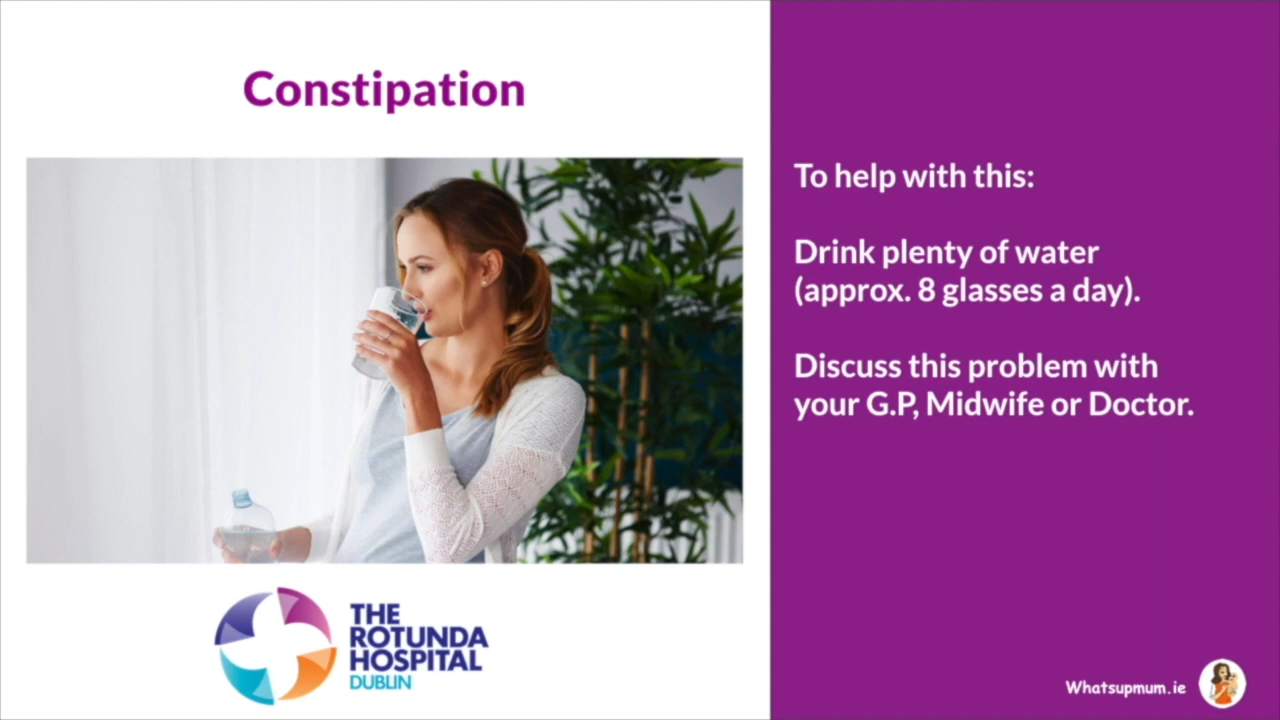 Constipation
To help with this:
Drink plenty of water
(approx. 8 glasses a day).
Discuss this problem with
your G.P, Midwife or Doctor.
THE
ROTUNDA
HOSPITAL
DUBLIN
Whatsupmum.ie